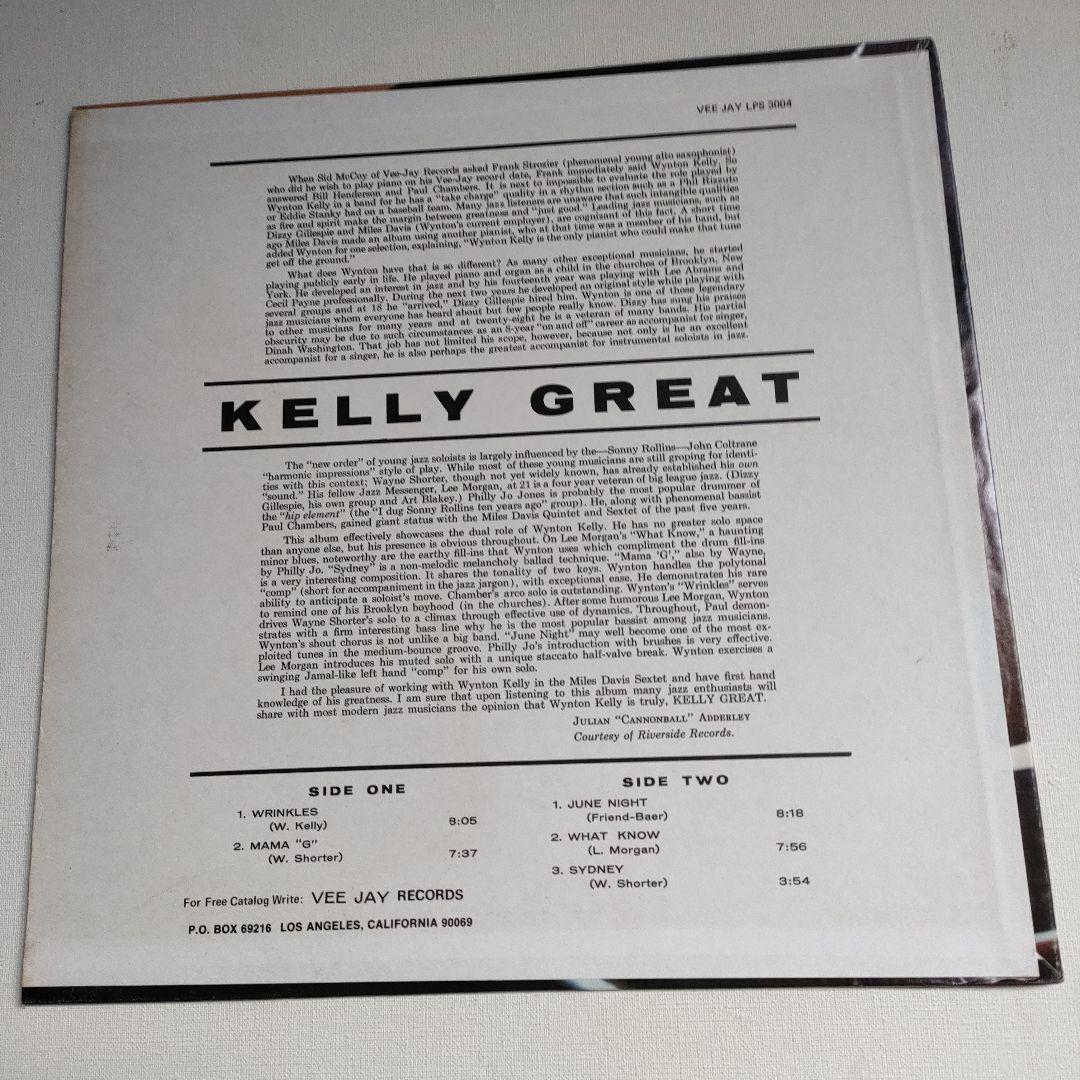 VEE JAY LPS 3004
When Sid McCoy of Vee-Jay Records asked Frank Strozier (phenomenal young alto saxophonist)
who did he wish to play piano on his Vee-Jay record date, Frank immediately said Wynton Kelly. So
answered Bill Henderson and Paul Chambers. It is next to impossible to evaluate the role played by
Wynton Kelly in a band for he has a "take charge" quality in a rhythm section such as a Phil Rizzuto
or Eddie Stanky had on a baseball team. Many jazz listeners are unaware that such intangible qualities
as fire and spirit make the margin between greatness and "just good." Leading jazz musicians, such as
Dizzy Gillespie and Miles Davis (Wynton's current employer), are cognizant of this fact. A short time
ago Miles Davis made an album using another pianist, who at that time was a member of his band, but
added Wynton for one selection, explaining, "Wynton Kelly is the only pianist who could make that tune
get off the ground."
What does Wynton have that is so different? As many other exceptional musicians, he started
playing publicly early in life. He played piano and organ as a child in the churches of Brooklyn, New
York. He developed an interest in jazz and by his fourteenth year was playing with Lee Abrams and
Cecil Payne professionally. During the next two years he developed an original style while playing with
several groups and at 18 he "arrived," Dizzy Gillespie hired him. Wynton is one of those legendary
jazz musicians whom everyone has heard about but few people really know. Dizzy has sung his praises
to other musicians for many years and at twenty-eight he is a veteran of many bands. His partial
obscurity may be due to such circumstances as an 8-year "on and off" career as accompanist for singer,
Dinah Washington. That job has not limited his scope, however, because not only is he an excellent
accompanist for a singer, he is also perhaps the greatest accompanist for instrumental soloists in jazz.
KELLY GREAT
The "new order" of young jazz soloists is largely influenced by the—Sonny Rollins—John Coltrane
"harmonic impressions" style of play. While most of these young musicians are still groping for identi-
ties with this context; Wayne Shorter, though not yet widely known, has already established his own
"sound." His fellow Jazz Messenger, Lee Morgan, at 21 is a four year veteran of big league jazz. (Dizzy
Gillespie, his own group and Art Blakey.) Philly Jo Jones is probably the most popular drummer of
the "hip element" (the "I dug Sonny Rollins ten years ago" group). He, along with phenomenal bassist
Paul Chambers, gained giant status with the Miles Davis Quintet and Sextet of the past five years.
This album effectively showcases the dual role of Wynton Kelly. He has no greater solo space
than anyone else, but his presence is obvious throughout. On Lee Morgan's "What Know," a haunting
minor blues, noteworthy are the earthy fill-ins that Wynton uses which compliment the drum fill-ins
by Philly Jo. "Sydney" is a non-melodic melancholy ballad technique. "Mama 'G'," also by Wayne,
is a very interesting composition. It shares the tonality of two keys. Wynton handles the polytonal
"comp" (short for accompaniment in the jazz jargon), with exceptional ease. He demonstrates his rare
ability to anticipate a soloist's move. Chamber's arco solo is outstanding. Wynton's "Wrinkles" serves
to remind one of his Brooklyn boyhood (in the churches). After some humorous Lee Morgan, Wynton
drives Wayne Shorter's solo to a climax through effective use of dynamics. Throughout, Paul demon-
strates with a firm interesting bass line why he is the most popular bassist among jazz musicians.
Wynton's shout chorus is not unlike a big band. "June Night" may well become one of the most ex-
ploited tunes in the medium-bounce groove. Philly Jo's introduction with brushes is very effective.
Lee Morgan introduces his muted solo with a unique staccato half-valve break. Wynton exercises a
swinging Jamal-like left hand "comp" for his own solo.
I had the pleasure of working with Wynton Kelly in the Miles Davis Sextet and have first hand
knowledge of his greatness. I am sure that upon listening to this album many jazz enthusiasts will
share with most modern jazz musicians the opinion that Wynton Kelly is truly, KELLY GREAT.
JULIAN "CANNONBALL" ADDERLEY
Courtesy of Riverside Records.
SIDE ONE
1. WRINKLES
(W. Kelly) 8:05
2. MAMA "G"
(W. Shorter) 7:37
SIDE TWO
1. JUNE NIGHT
(Friend-Baer) 8:18
2. WHAT KNOW
(L. Morgan) 7:56
3. SYDNEY
(W. Shorter) 3:54
For Free Catalog Write: VEE JAY RECORDS
P.O. BOX 69216 LOS ANGELES, CALIFORNIA 90069